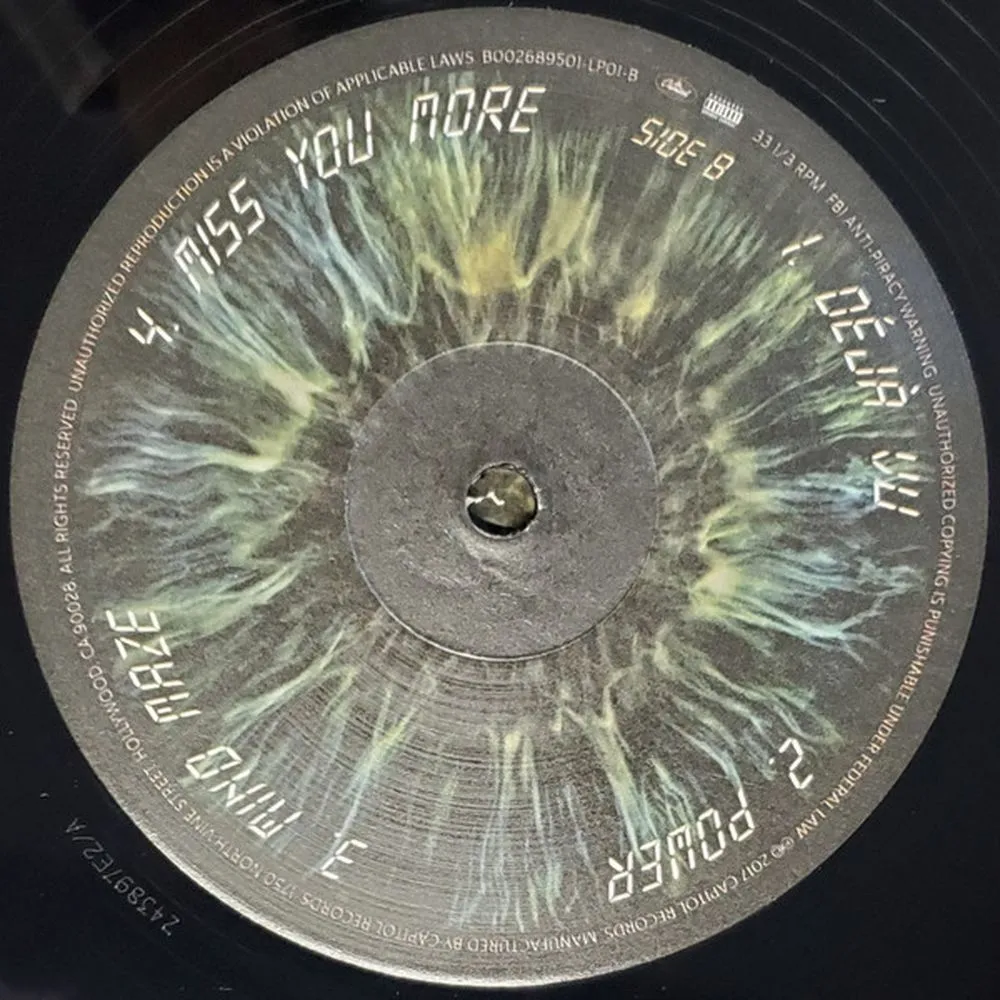 SIDE B
1. DÉJÀ VU
2. POWER
3. MIND MAZE
4. MISS YOU MORE
B002689501-LP01-B
33 1/3 RPM FBI ANTI-PIRACY WARNING UNAUTHORIZED COPYING IS PUNISHABLE UNDER FEDERAL LAW ℗© 2017 CAPITOL RECORDS. MANUFACTURED BY CAPITOL RECORDS, 1750 NORTH VINE STREET HOLLYWOOD, CA 90028. ALL RIGHTS RESERVED. UNAUTHORIZED REPRODUCTION IS A VIOLATION OF APPLICABLE LAWS
243897E2/A